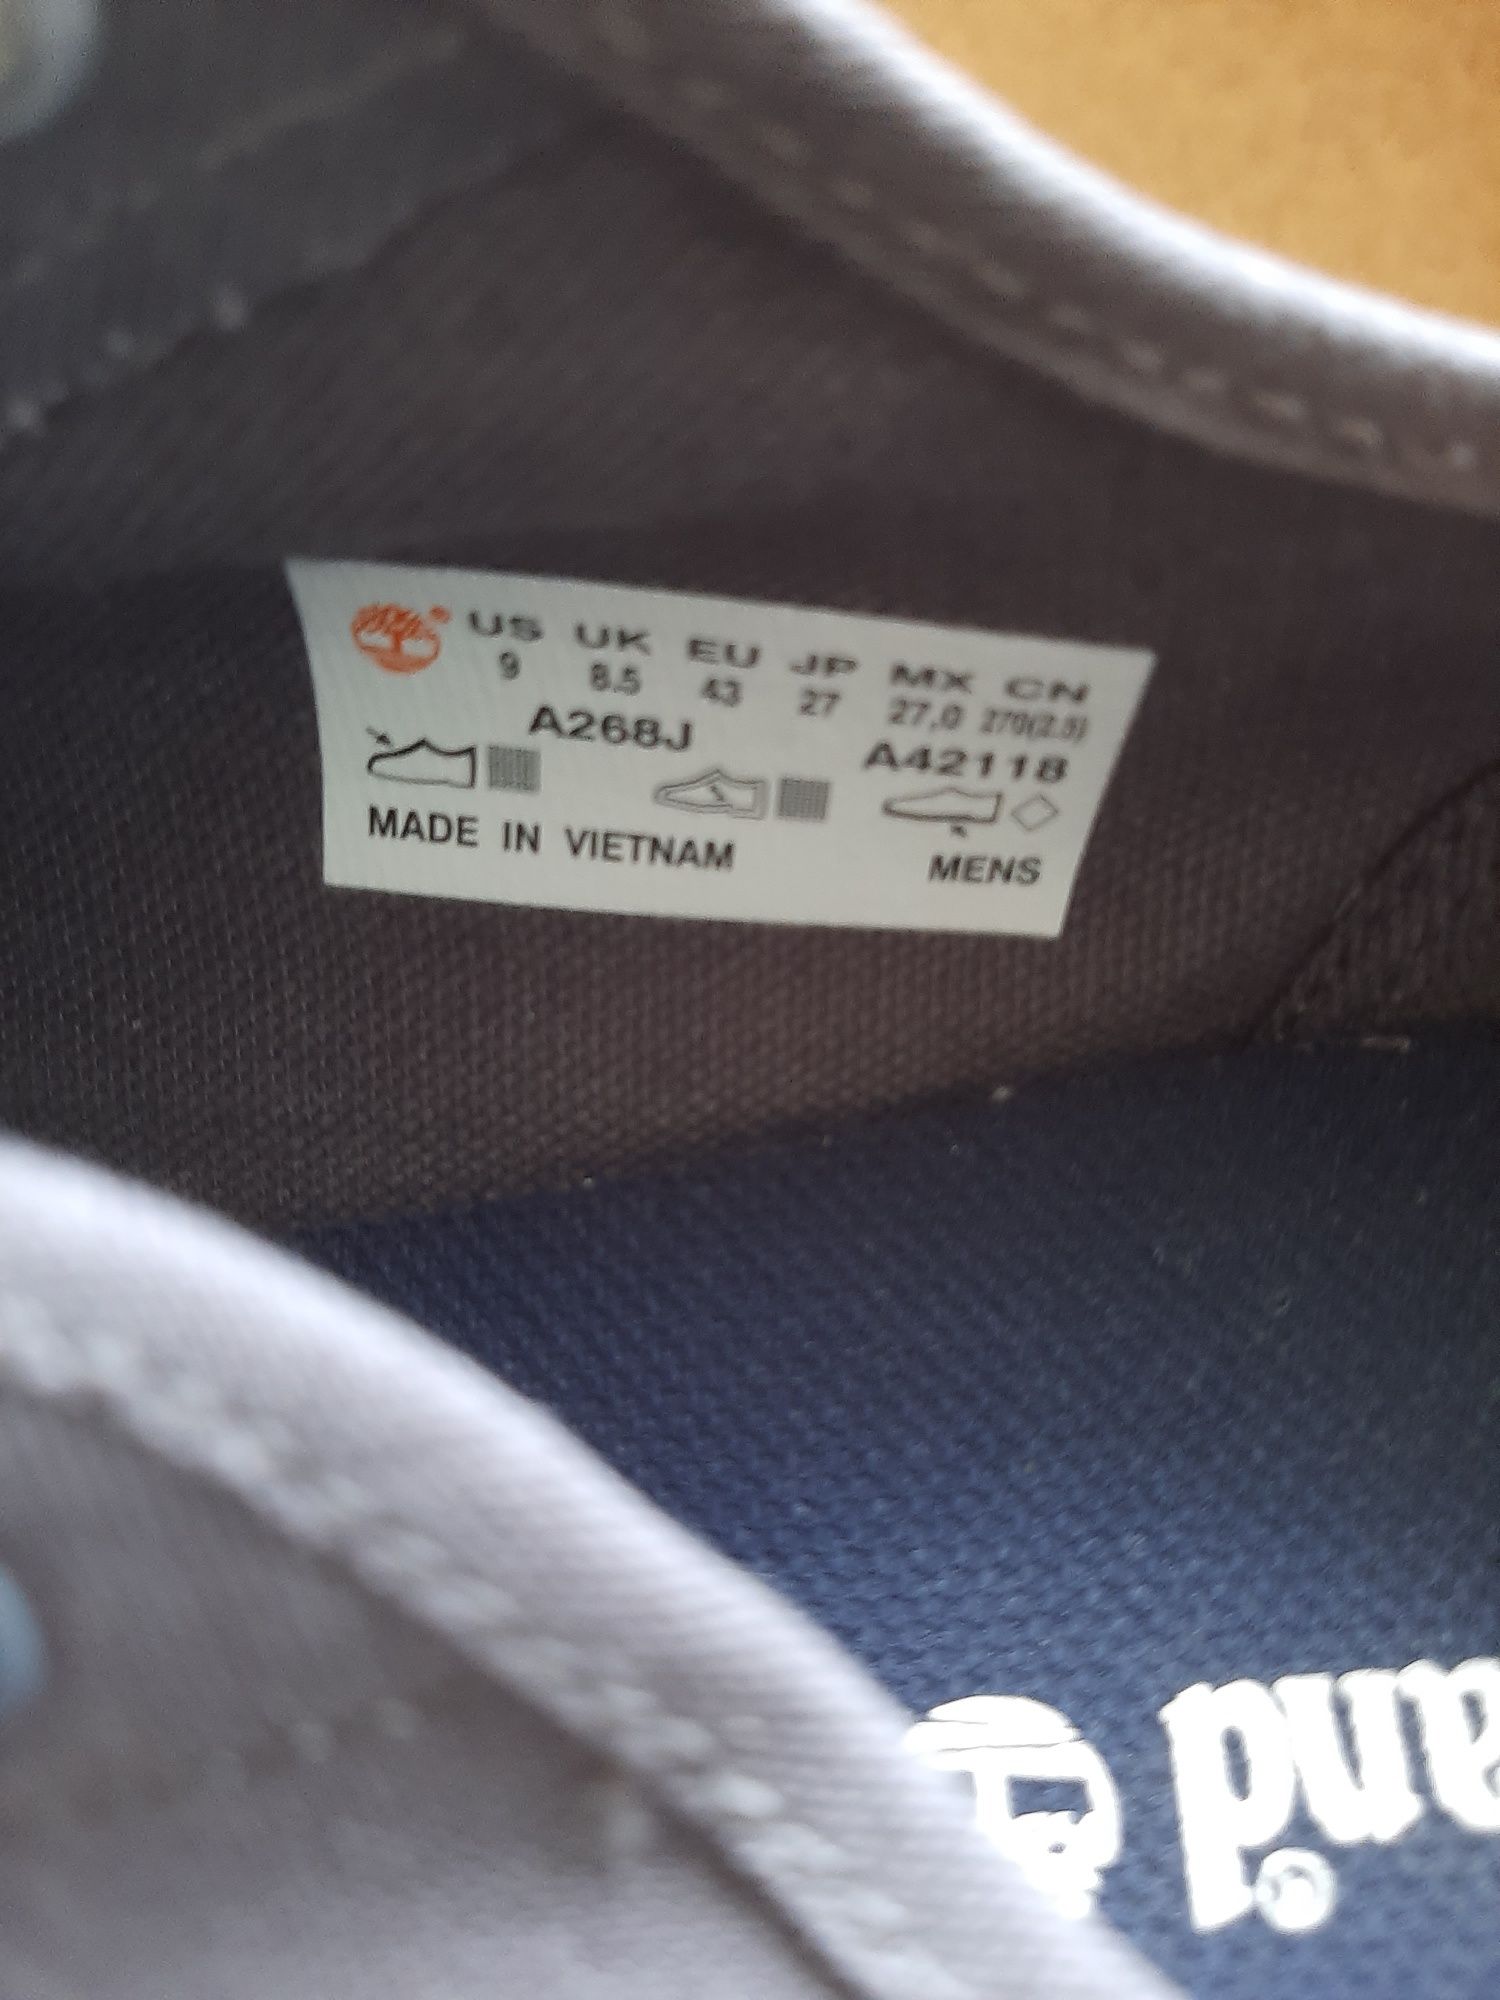 US UK EU JP MX CN
9 8.5 43 27 27,0 270(2.5)
A268J A42118
MADE IN VIETNAM MENS
and